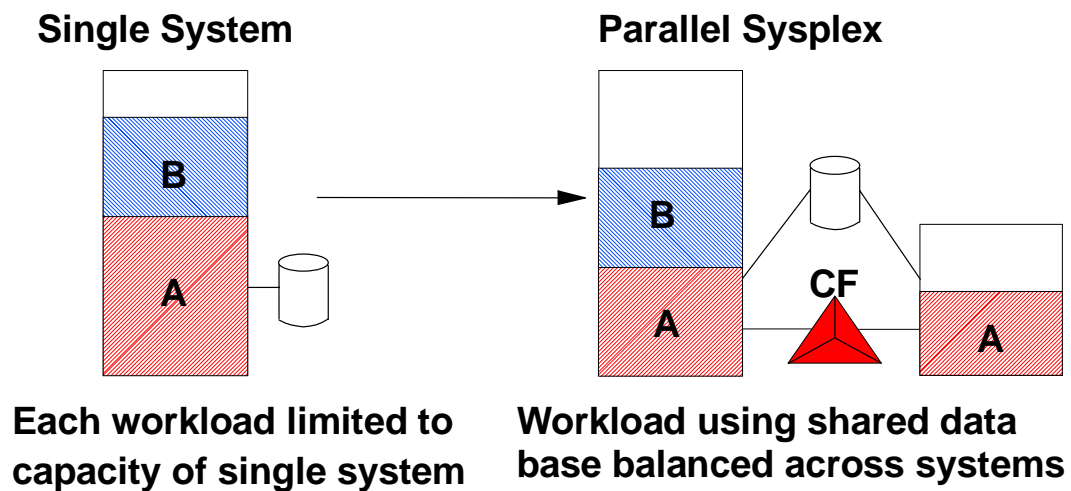 Single System
Parallel Sysplex
B
A
B
A
CF
A
Each workload limited to
capacity of single system
Workload using shared data
base balanced across systems